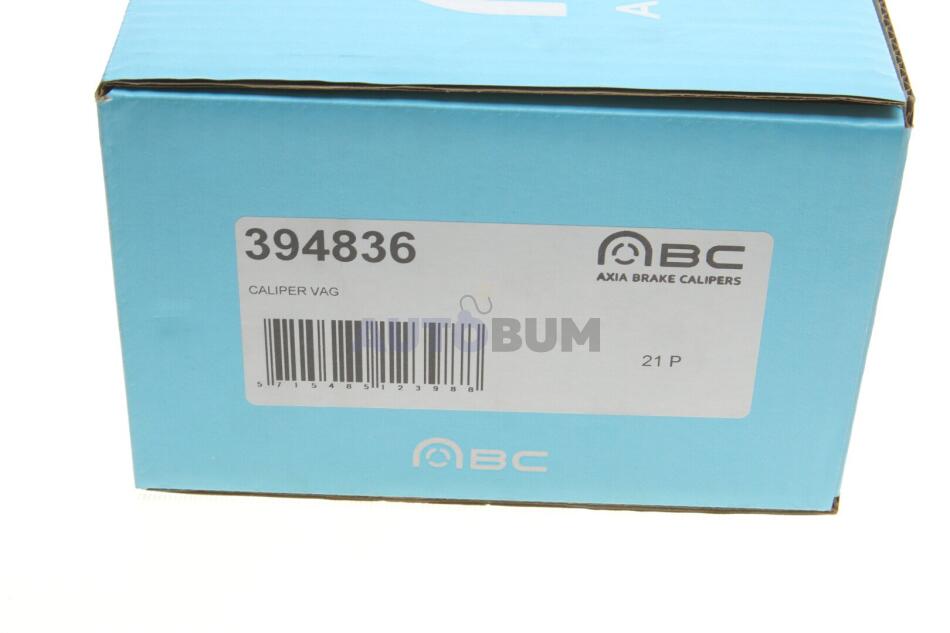 A
394836
ABC
AXIA BRAKE CALIPERS
CALIPER VAG
AUTOBUM
5715485123988
21 P
ABC